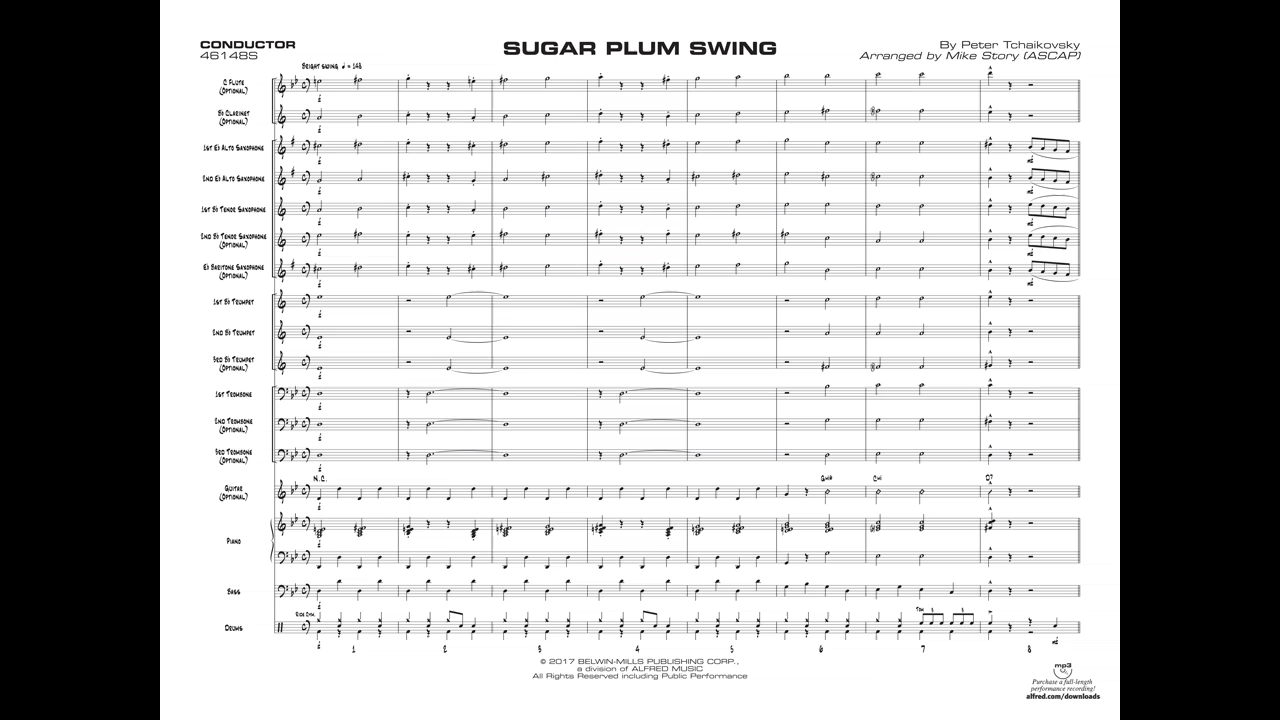 CONDUCTOR
46148S
SUGAR PLUM SWING
By Peter Tchaikovsky
Arranged by Mike Story (ASCAP)
BRIGHT SWING ♩ = 148
C FLUTE
(OPTIONAL)
B♭ CLARINET
(OPTIONAL)
1ST E♭ ALTO SAXOPHONE
2ND E♭ ALTO SAXOPHONE
1ST B♭ TENOR SAXOPHONE
2ND B♭ TENOR SAXOPHONE
(OPTIONAL)
E♭ BARITONE SAXOPHONE
(OPTIONAL)
1ST B♭ TRUMPET
2ND B♭ TRUMPET
3RD B♭ TRUMPET
(OPTIONAL)
1ST TROMBONE
2ND TROMBONE
(OPTIONAL)
3RD TROMBONE
(OPTIONAL)
N.C.
GUITAR
(OPTIONAL)
PIANO
BASS
RIDE CYM.
TOM
DRUMS
1 2 3 4 5 6 7 8
© 2017 BELWIN-MILLS PUBLISHING CORP.,
a division of ALFRED MUSIC
All Rights Reserved including Public Performance
mp3
Purchase a full-length
performance recording!
alfred.com/downloads